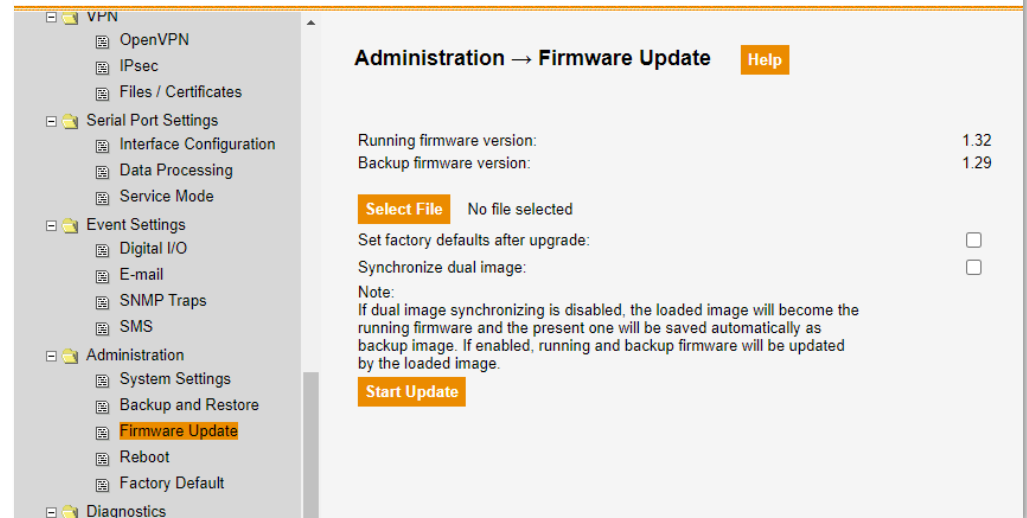 VPN
OpenVPN
IPsec
Files / Certificates
Serial Port Settings
Interface Configuration
Data Processing
Service Mode
Event Settings
Digital I/O
E-mail
SNMP Traps
SMS
Administration
System Settings
Backup and Restore
Firmware Update
Reboot
Factory Default
Diagnostics
Administration → Firmware Update
Help
Running firmware version: 1.32
Backup firmware version: 1.29
Select File No file selected
Set factory defaults after upgrade:
Synchronize dual image:
Note:
If dual image synchronizing is disabled, the loaded image will become the
running firmware and the present one will be saved automatically as
backup image. If enabled, running and backup firmware will be updated
by the loaded image.
Start Update